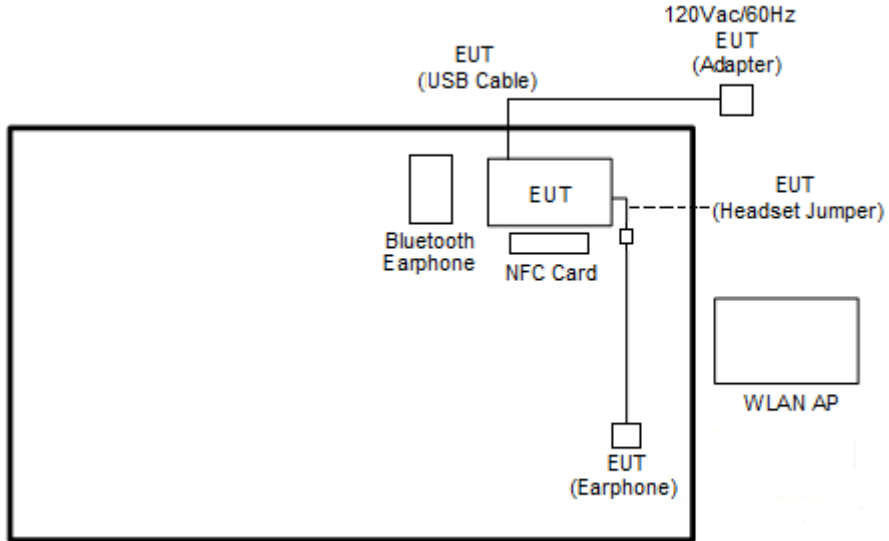 120Vac/60Hz
EUT
(Adapter)
EUT
(USB Cable)
EUT
EUT
(Headset Jumper)
Bluetooth
Earphone
NFC Card
WLAN AP
EUT
(Earphone)